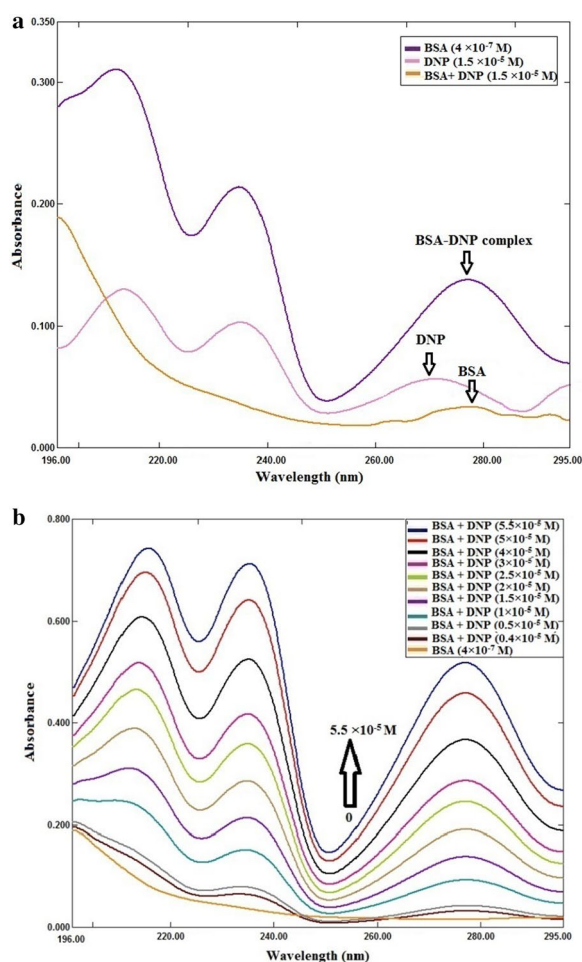 a
BSA (4 ×10-7 M)
DNP (1.5 ×10-5 M)
BSA+ DNP (1.5 ×10-5 M)
0.300
0.200
0.100
0.000
Absorbance
BSA-DNP complex
DNP
BSA
196.00 220.00 240.00 260.00 280.00 295.00
Wavelength (nm)
b
BSA + DNP (5.5×10-5 M)
BSA + DNP (5×10-5 M)
BSA + DNP (4×10-5 M)
BSA + DNP (3×10-5 M)
BSA + DNP (2.5×10-5 M)
BSA + DNP (2×10-5 M)
BSA + DNP (1.5×10-5 M)
BSA + DNP (1×10-5 M)
BSA + DNP (0.5×10-5 M)
BSA + DNP (0.4×10-5 M)
BSA (4×10-7 M)
0.800
0.600
0.400
0.200
0.000
Absorbance
5.5 ×10-5 M
0
196.00 220.00 240.00 260.00 280.00 295.00
Wavelength (nm)